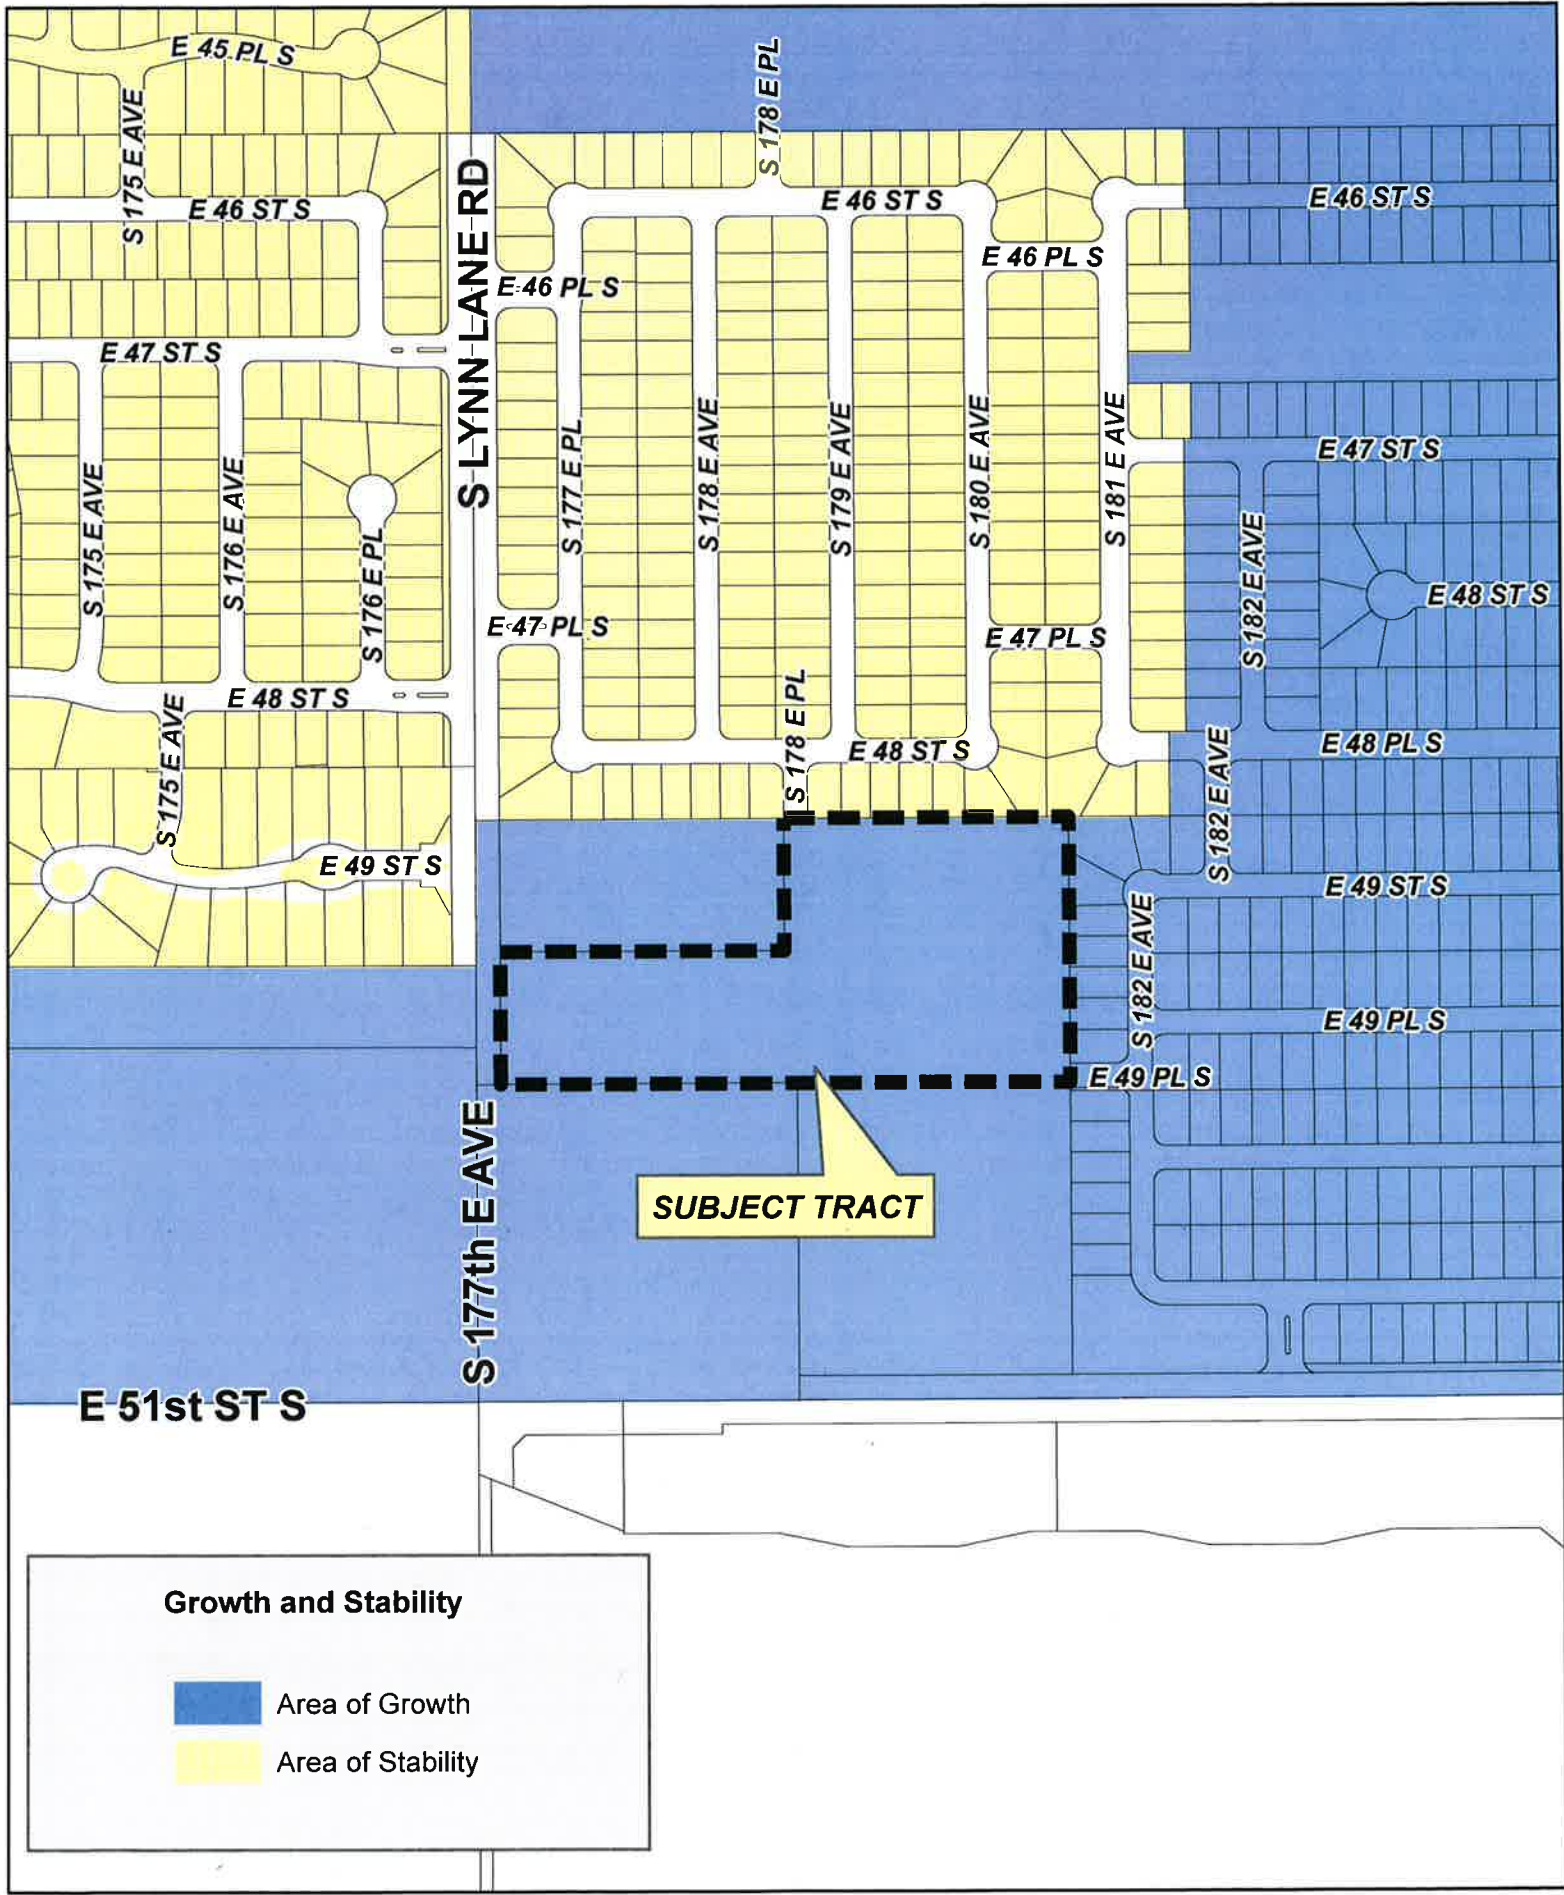 E 45 PL S
S 178 E PL
S 175 E AVE
S LYNN LANE RD
E 46 ST S
E 46 ST S
E 46 ST S
E 46 PL S
E 46 PL S
E 47 ST S
S 177 E PL
S 178 E AVE
S 179 E AVE
S 180 E AVE
S 181 E AVE
E 47 ST S
S 175 E AVE
S 176 E AVE
S 176 E PL
S 182 E AVE
E 48 ST S
E 47 PL S
E 47 PL S
E 48 ST S
S 175 E AVE
S 178 E PL
E 48 ST S
S 182 E AVE
E 48 PL S
E 49 ST S
E 49 ST S
S 182 E AVE
E 49 PL S
E 49 PL S
S 177th E AVE
SUBJECT TRACT
E 51st ST S
Growth and Stability
Area of Growth
Area of Stability